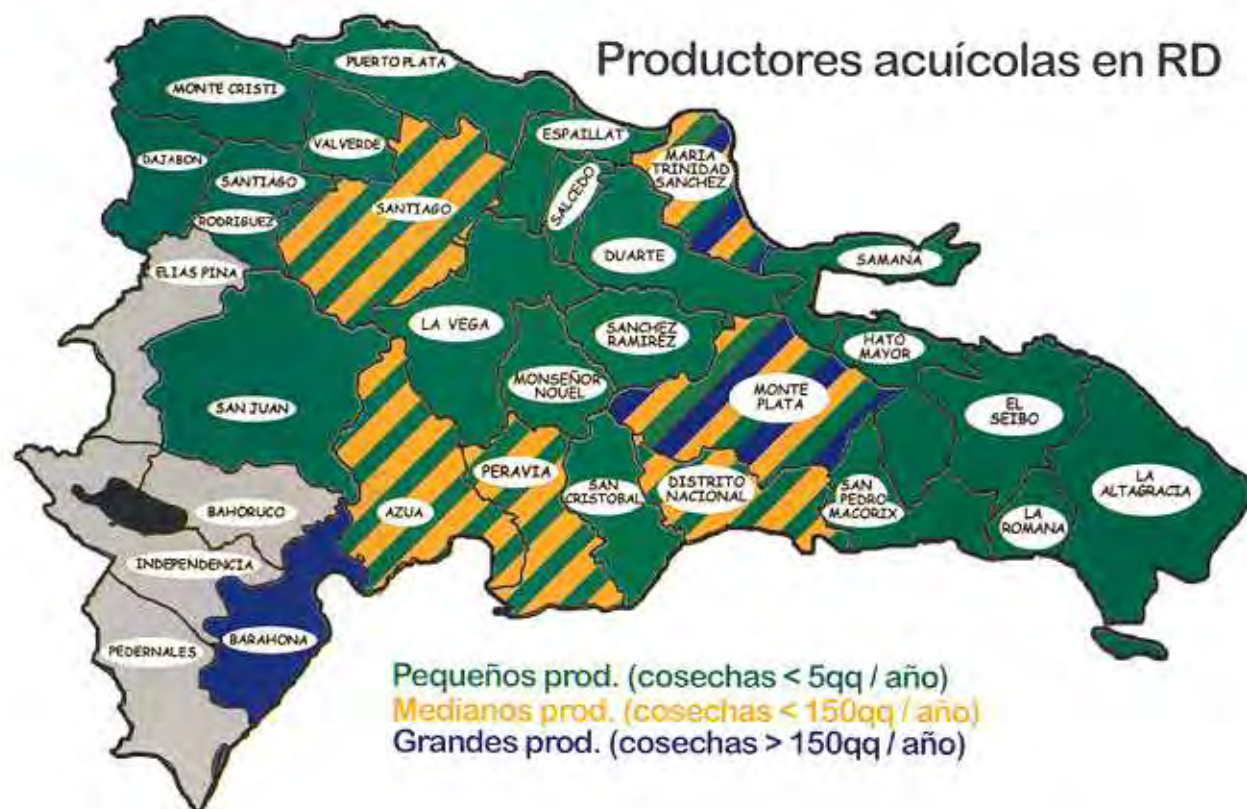 Productores acuícolas en RD
PUERTO PLATA
MONTE CRISTI
ESPAILLAT
VALVERDE
DAJABON
MARIA
TRINIDAD
SANCHEZ
SANTIAGO
SALCEDO
SANTIAGO
RODRIGUEZ
DUARTE
SAMANA
ELIAS PINA
LA VEGA
SANCHEZ
RAMIREZ
HATO
MAYOR
MONSEÑOR
NOUEL
MONTE
PLATA
SAN JUAN
EL
SEIBO
PERAVIA
DISTRITO
NACIONAL
SAN
CRISTOBAL
SAN
PEDRO
MACORIX
LA
ALTAGRACIA
BAHORUCO
AZUA
LA
ROMANA
INDEPENDENCIA
BARAHONA
PEDERNALES
Pequeños prod. (cosechas < 5qq / año)
Medianos prod. (cosechas < 150qq / año)
Grandes prod. (cosechas > 150qq / año)